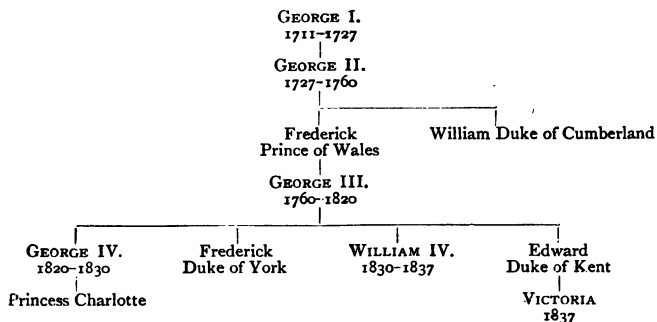 GEORGE I.
1711-1727
GEORGE II.
1727-1760
Frederick
Prince of Wales
William Duke of Cumberland
GEORGE III.
1760-1820
GEORGE IV.
1820-1830
Princess Charlotte
Frederick
Duke of York
WILLIAM IV.
1830-1837
Edward
Duke of Kent
VICTORIA
1837